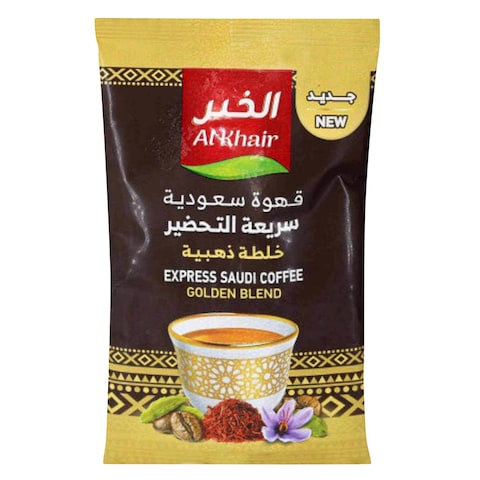 الخير
Al Khair
جديد
NEW
قهوة سعودية
سريعة التحضير
خلطة ذهبية
EXPRESS SAUDI COFFEE
GOLDEN BLEND